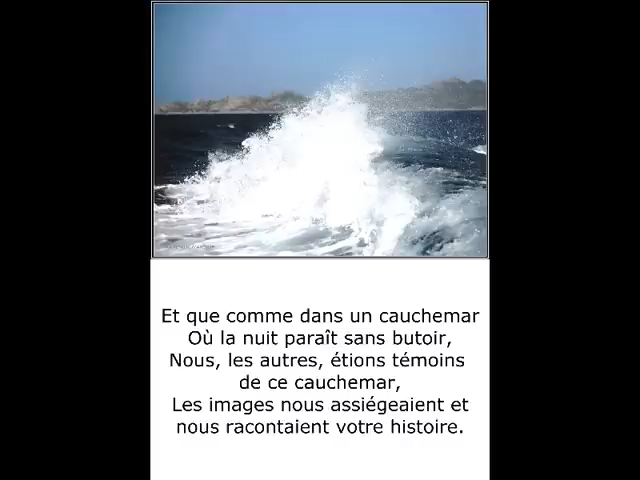 Et que comme dans un cauchemar
Où la nuit paraît sans butoir,
Nous, les autres, étions témoins
de ce cauchemar,
Les images nous assiégeaient et
nous racontaient votre histoire.